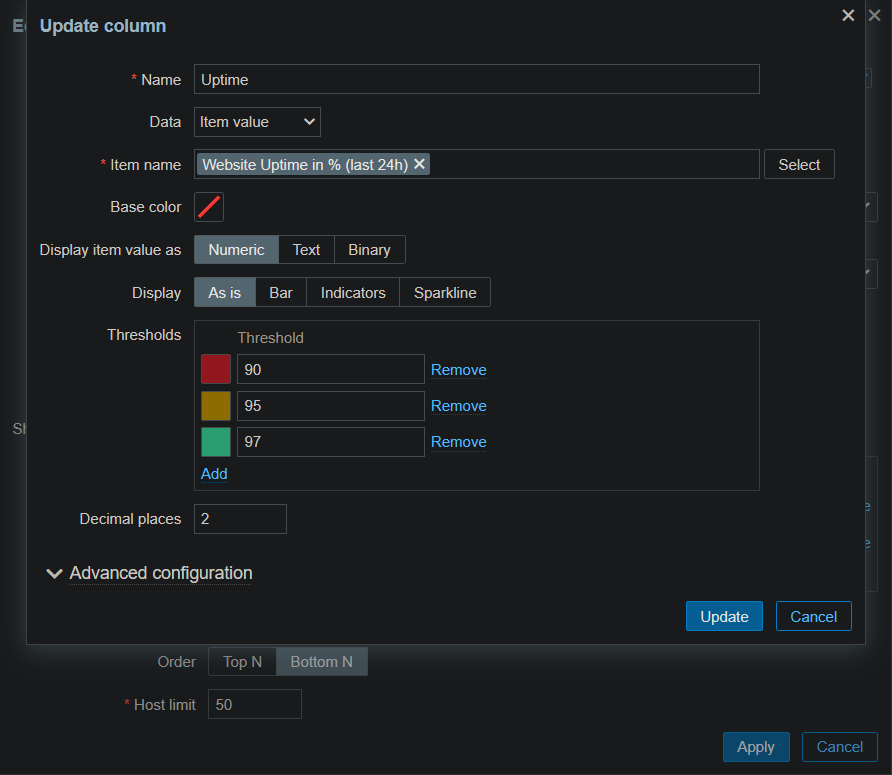 Update column
* Name Uptime
Data Item value
* Item name Website Uptime in % (last 24h) Select
Base color
Display item value as Numeric Text Binary
Display As is Bar Indicators Sparkline
Thresholds Threshold
90 Remove
95 Remove
97 Remove
Add
Decimal places 2
Advanced configuration
Update Cancel
Order Top N Bottom N
* Host limit 50
Apply Cancel